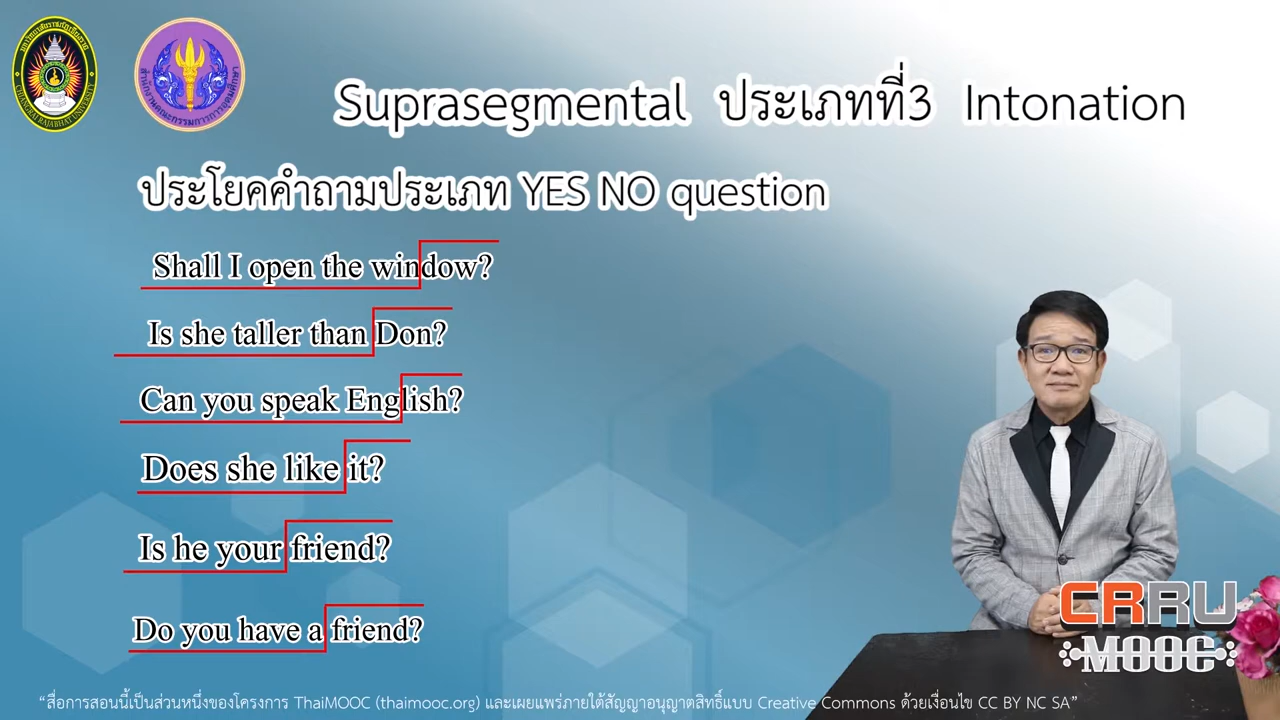 Suprasegmental ประเภทที่3 Intonation
ประโยคคำถามประเภท YES NO question
Shall I open the window?
Is she taller than Don?
Can you speak English?
Does she like it?
Is he your friend?
Do you have a friend?
CRRU
MOOC
“สื่อการสอนนี้เป็นส่วนหนึ่งของโครงการ ThaiMOOC (thaimooc.org) และเผยแพร่ภายใต้สัญญาอนุญาตสิทธิ์แบบ Creative Commons ด้วยเงื่อนไข CC BY NC SA”